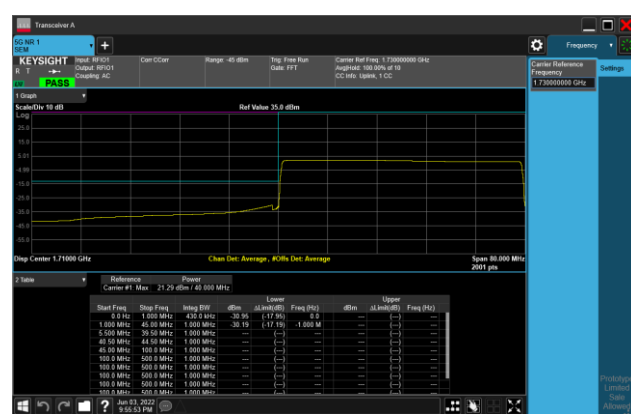 Transceiver A
5G NR 1
SEM
Frequency
KEYSIGHT
R T
PASS
Input: RFIO1
Output: RFIO1
Coupling: AC
Corr CCorr
Range: -45 dBm
Trig: Free Run
Gate: FFT
Carrier Ref Freq: 1.730000000 GHz
Avg|Hold: 100.00% of 10
CC Info: Uplink, 1 CC
Carrier Reference
Frequency
1.730000000 GHz
Settings
1 Graph
Scale/Div 10 dB
Ref Value 35.0 dBm
Log
25.0
15.0
5.01
-4.99
-15.0
-25.0
-35.0
-45.0
-55.0
Disp Center 1.71000 GHz
Chan Det: Average , #Offs Det: Average
Span 80.000 MHz
2001 pts
2 Table
Reference Power
Carrier #1 Max 21.29 dBm / 40.000 MHz
Lower Upper
Start Freq Stop Freq Integ BW dBm ΔLimit(dB) Freq (Hz) dBm ΔLimit(dB) Freq (Hz)
0.0 Hz 1.000 MHz 430.0 kHz -30.95 (-17.95) 0.0 --- (---) ---
1.000 MHz 45.00 MHz 1.000 MHz -30.19 (-17.19) -1.000 M --- (---) ---
5.500 MHz 39.50 MHz 1.000 MHz --- (---) --- --- (---) ---
40.50 MHz 44.50 MHz 1.000 MHz --- (---) --- --- (---) ---
45.00 MHz 100.0 MHz 1.000 MHz --- (---) --- --- (---) ---
100.0 MHz 500.0 MHz 1.000 MHz --- (---) --- --- (---) ---
100.0 MHz 500.0 MHz 1.000 MHz --- (---) --- --- (---) ---
100.0 MHz 500.0 MHz 1.000 MHz --- (---) --- --- (---) ---
100.0 MHz 500.0 MHz 1.000 MHz --- (---) --- --- (---) ---
100.0 MHz 500.0 MHz 1.000 MHz --- (---) --- --- (---) ---
Jun 03, 2022
9:55:53 PM
Prototype
Limited
Sale
Allowed